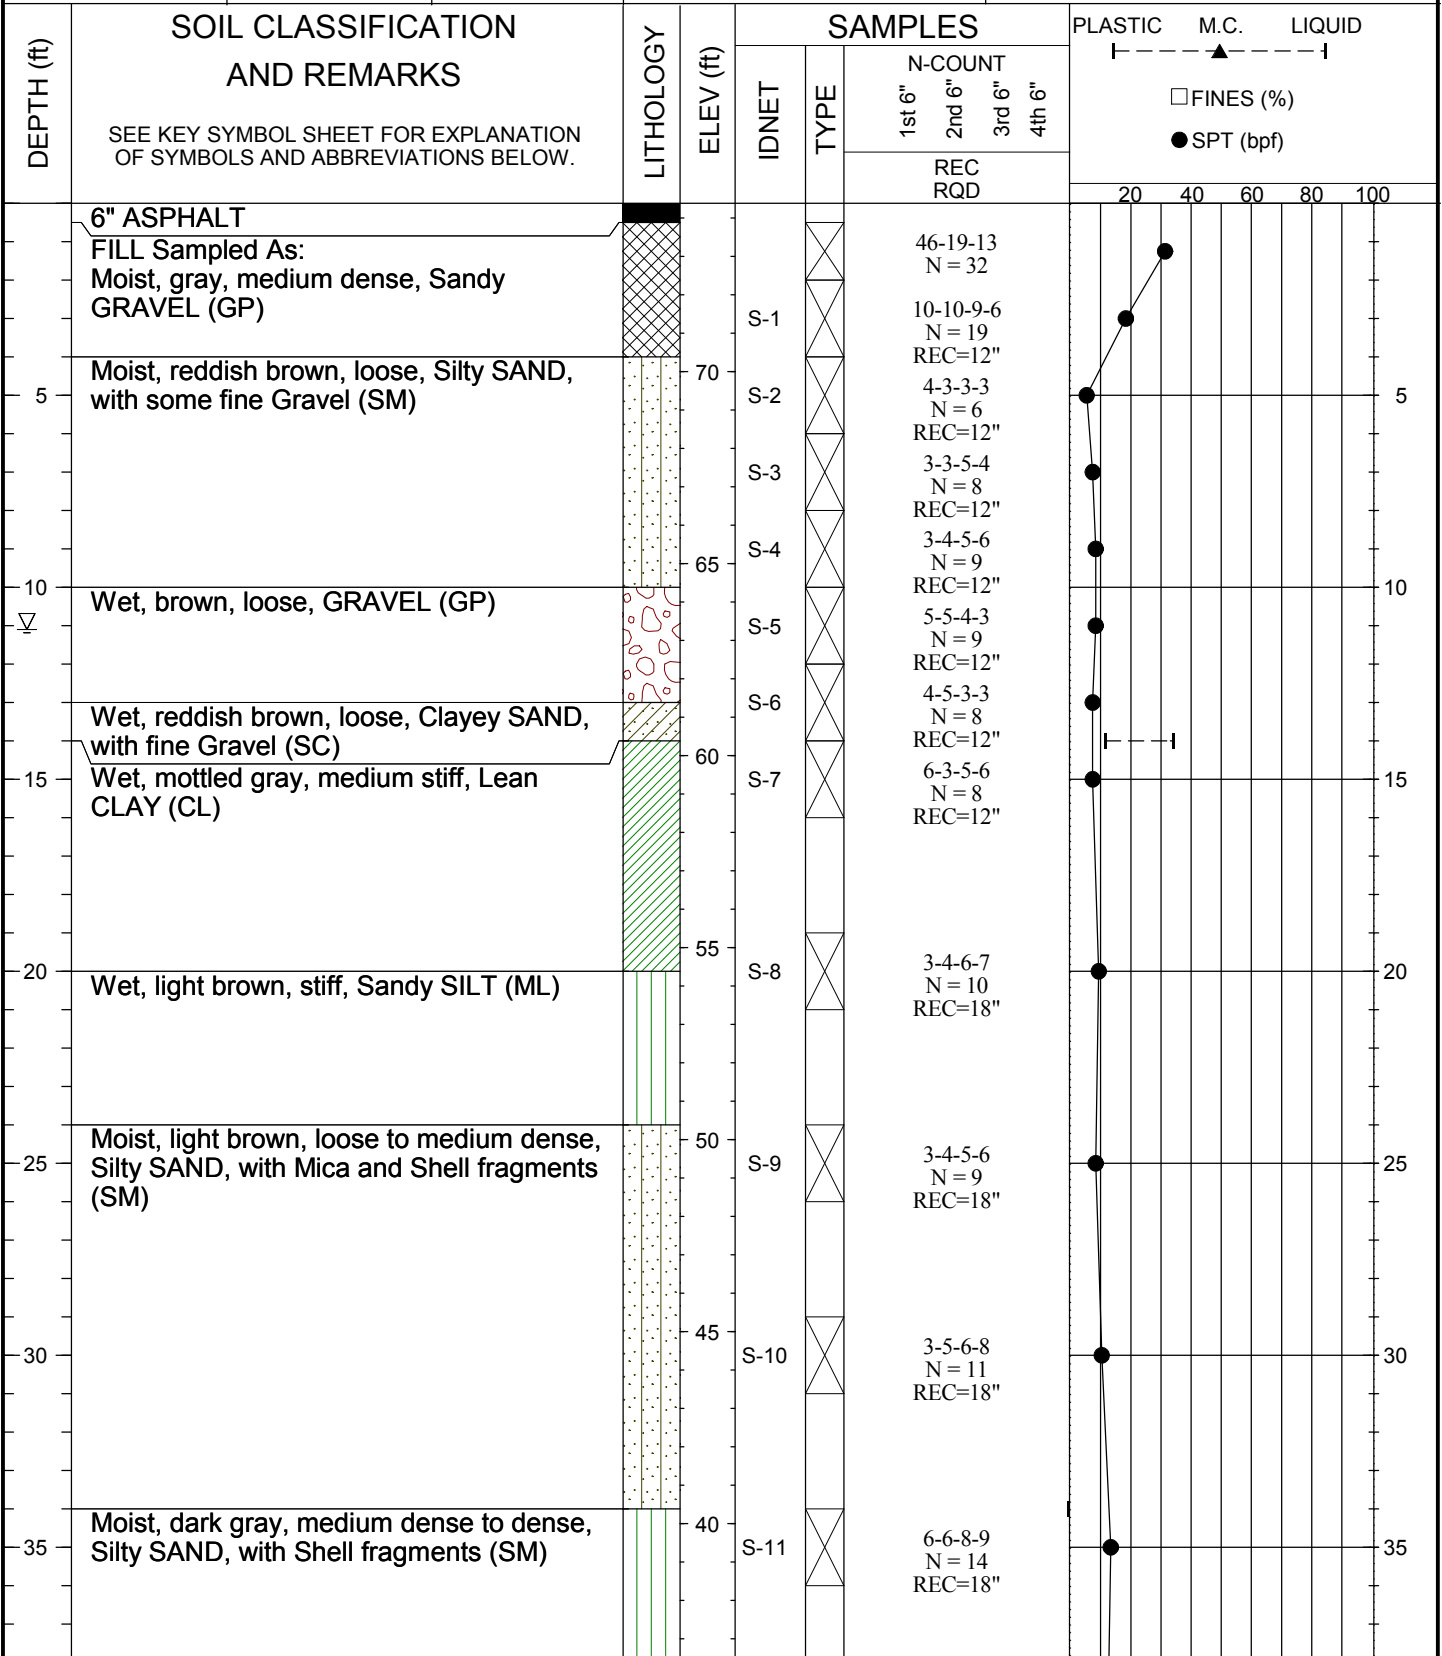 DEPTH (ft)
SOIL CLASSIFICATION
AND REMARKS
SEE KEY SYMBOL SHEET FOR EXPLANATION
OF SYMBOLS AND ABBREVIATIONS BELOW.
LITHOLOGY
ELEV (ft)
SAMPLES
IDNET
TYPE
N-COUNT
1st 6"
2nd 6"
3rd 6"
4th 6"
REC
RQD
PLASTIC M.C. LIQUID
FINES (%)
SPT (bpf)
20 40 60 80 100
6" ASPHALT
FILL Sampled As:
Moist, gray, medium dense, Sandy
GRAVEL (GP)
46-19-13
N = 32
S-1
10-10-9-6
N = 19
REC=12"
Moist, reddish brown, loose, Silty SAND,
with some fine Gravel (SM)
70
5
S-2
4-3-3-3
N = 6
REC=12"
5
S-3
3-3-5-4
N = 8
REC=12"
S-4
3-4-5-6
N = 9
REC=12"
65
10
Wet, brown, loose, GRAVEL (GP)
10
S-5
5-5-4-3
N = 9
REC=12"
S-6
4-5-3-3
N = 8
REC=12"
Wet, reddish brown, loose, Clayey SAND,
with fine Gravel (SC)
60
15
Wet, mottled gray, medium stiff, Lean
CLAY (CL)
S-7
6-3-5-6
N = 8
REC=12"
15
55
20
Wet, light brown, stiff, Sandy SILT (ML)
S-8
3-4-6-7
N = 10
REC=18"
20
Moist, light brown, loose to medium dense,
Silty SAND, with Mica and Shell fragments
(SM)
50
25
S-9
3-4-5-6
N = 9
REC=18"
25
45
30
S-10
3-5-6-8
N = 11
REC=18"
30
Moist, dark gray, medium dense to dense,
Silty SAND, with Shell fragments (SM)
40
35
S-11
6-6-8-9
N = 14
REC=18"
35